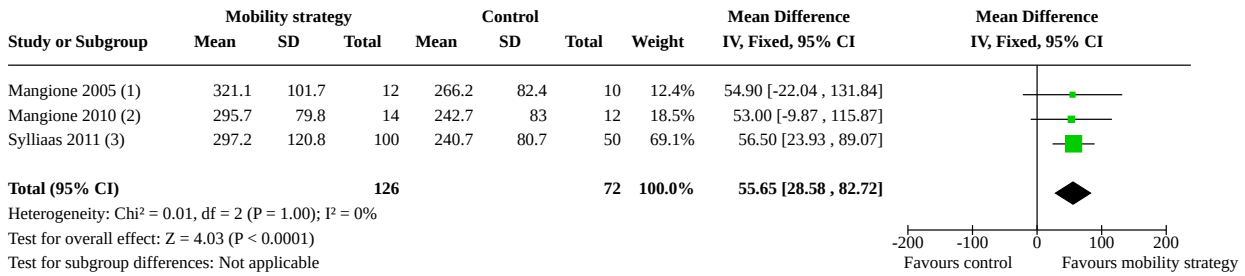 Mobility strategy Control Mean Difference Mean Difference
Study or Subgroup Mean SD Total Mean SD Total Weight IV, Fixed, 95% CI IV, Fixed, 95% CI
Mangione 2005 (1) 321.1 101.7 12 266.2 82.4 10 12.4% 54.90 [-22.04 , 131.84]
Mangione 2010 (2) 295.7 79.8 14 242.7 83 12 18.5% 53.00 [-9.87 , 115.87]
Sylliaas 2011 (3) 297.2 120.8 100 240.7 80.7 50 69.1% 56.50 [23.93 , 89.07]
Total (95% CI) 126 72 100.0% 55.65 [28.58 , 82.72]
Heterogeneity: Chi² = 0.01, df = 2 (P = 1.00); I² = 0%
Test for overall effect: Z = 4.03 (P < 0.0001)
-200 -100 0 100 200
Test for subgroup differences: Not applicable Favours control Favours mobility strategy